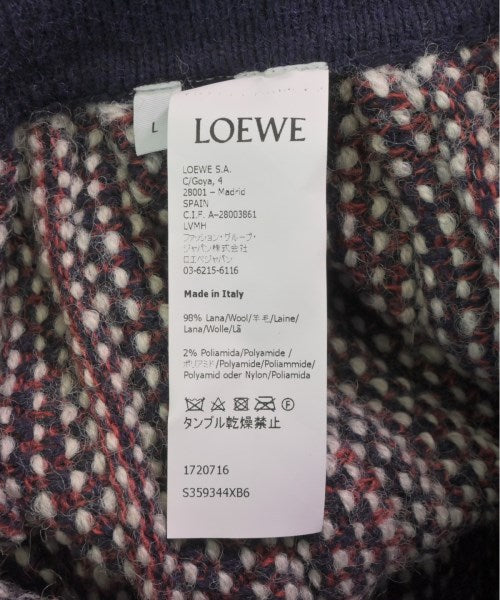 L
LOEWE
LOEWE S.A.
C/Goya, 4
28001 - Madrid
SPAIN
C.I.F. A-28003861
LVMH
ファッション・グループ・
ジャパン株式会社
ロエベジャパン
03-6215-6116
Made in Italy
98% Lana/Wool/羊毛/Laine/
Lana/Wolle/Lã
2% Poliamida/Polyamide /
ポリアミド/Polyamide/Poliammide/
Polyamid oder Nylon/Poliamida
F
タンブル乾燥禁止
1720716
S359344XB6